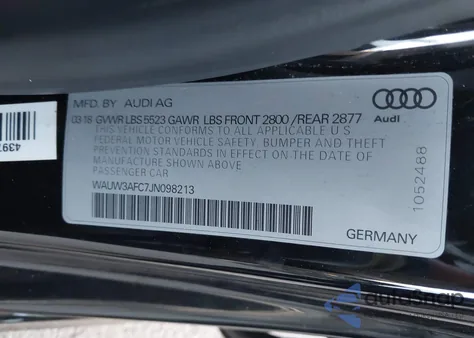 MFD. BY AUDI AG
0318 GVWR LBS 5523 GAWR LBS FRONT 2800 /REAR 2877
THIS VEHICLE CONFORMS TO ALL APPLICABLE U S
FEDERAL MOTOR VEHICLE SAFETY, BUMPER AND THEFT
PREVENTION STANDARDS IN EFFECT ON THE DATE
OF MANUFACTURE SHOWN ABOVE
PASSENGER CAR
WAUW3AFC7JN098213
Audi
1052488
GERMANY
autoSnap